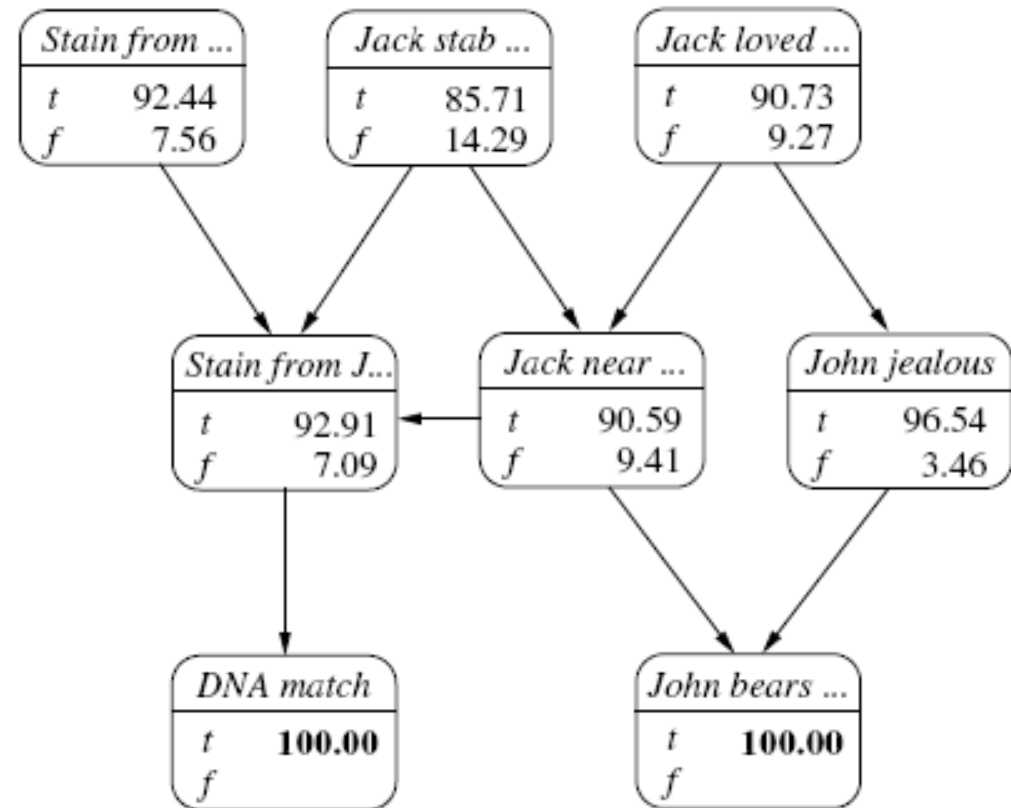 Stain from ...
t 92.44
f 7.56
Jack stab ...
t 85.71
f 14.29
Jack loved ...
t 90.73
f 9.27
Stain from J...
t 92.91
f 7.09
Jack near ...
t 90.59
f 9.41
John jealous
t 96.54
f 3.46
DNA match
t 100.00
f
John bears ...
t 100.00
f